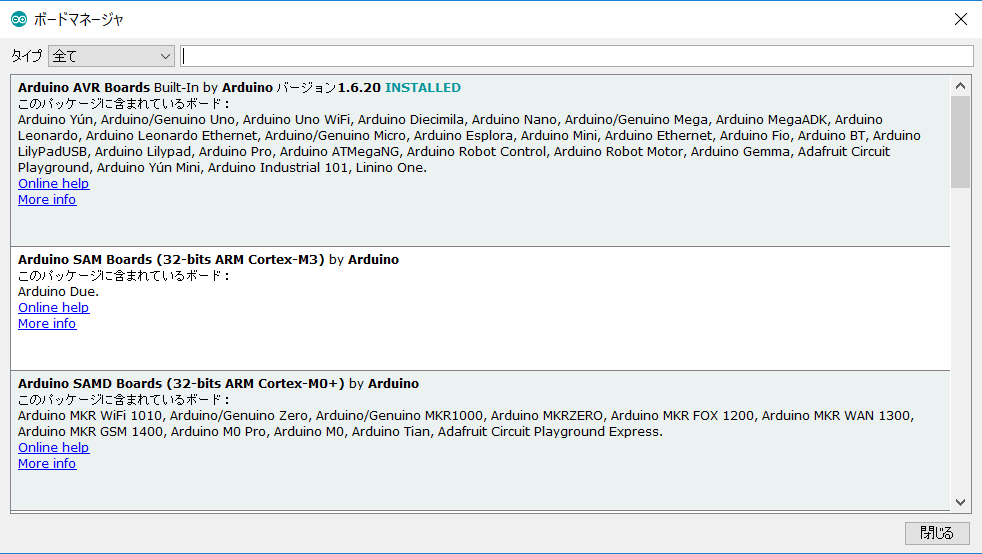 ボードマネージャ
タイプ 全て
Arduino AVR Boards Built-In by Arduino バージョン1.6.20 INSTALLED
このパッケージに含まれているボード：
Arduino Yún, Arduino/Genuino Uno, Arduino Uno WiFi, Arduino Diecimila, Arduino Nano, Arduino/Genuino Mega, Arduino MegaADK, Arduino
Leonardo, Arduino Leonardo Ethernet, Arduino/Genuino Micro, Arduino Esplora, Arduino Mini, Arduino Ethernet, Arduino Fio, Arduino BT, Arduino
LilyPadUSB, Arduino Lilypad, Arduino Pro, Arduino ATMegaNG, Arduino Robot Control, Arduino Robot Motor, Arduino Gemma, Adafruit Circuit
Playground, Arduino Yún Mini, Arduino Industrial 101, Linino One.
Online help
More info
Arduino SAM Boards (32-bits ARM Cortex-M3) by Arduino
このパッケージに含まれているボード：
Arduino Due.
Online help
More info
Arduino SAMD Boards (32-bits ARM Cortex-M0+) by Arduino
このパッケージに含まれているボード：
Arduino MKR WiFi 1010, Arduino/Genuino Zero, Arduino/Genuino MKR1000, Arduino MKRZERO, Arduino MKR FOX 1200, Arduino MKR WAN 1300,
Arduino MKR GSM 1400, Arduino M0 Pro, Arduino M0, Arduino Tian, Adafruit Circuit Playground Express.
Online help
More info
閉じる